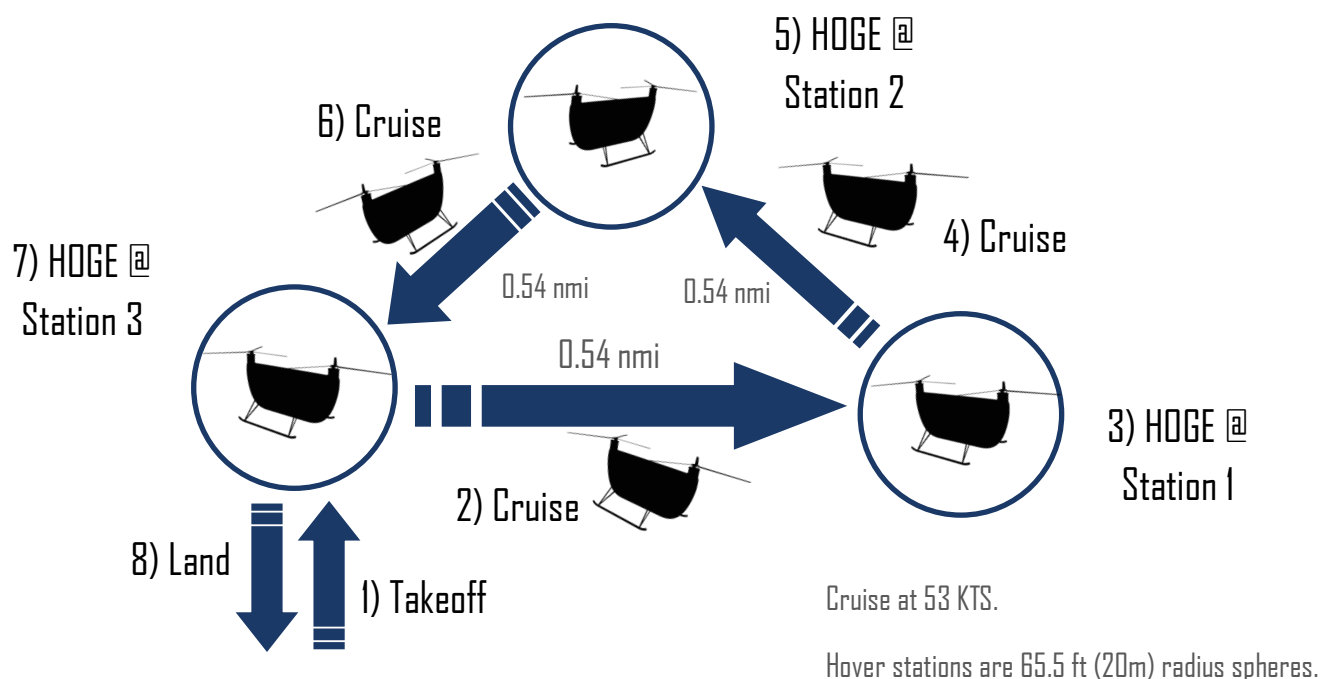 5) HOGE @
Station 2
6) Cruise
4) Cruise
7) HOGE @
Station 3
0.54 nmi
0.54 nmi
0.54 nmi
3) HOGE @
Station 1
2) Cruise
8) Land
1) Takeoff
Cruise at 53 KTS.
Hover stations are 65.5 ft (20m) radius spheres.